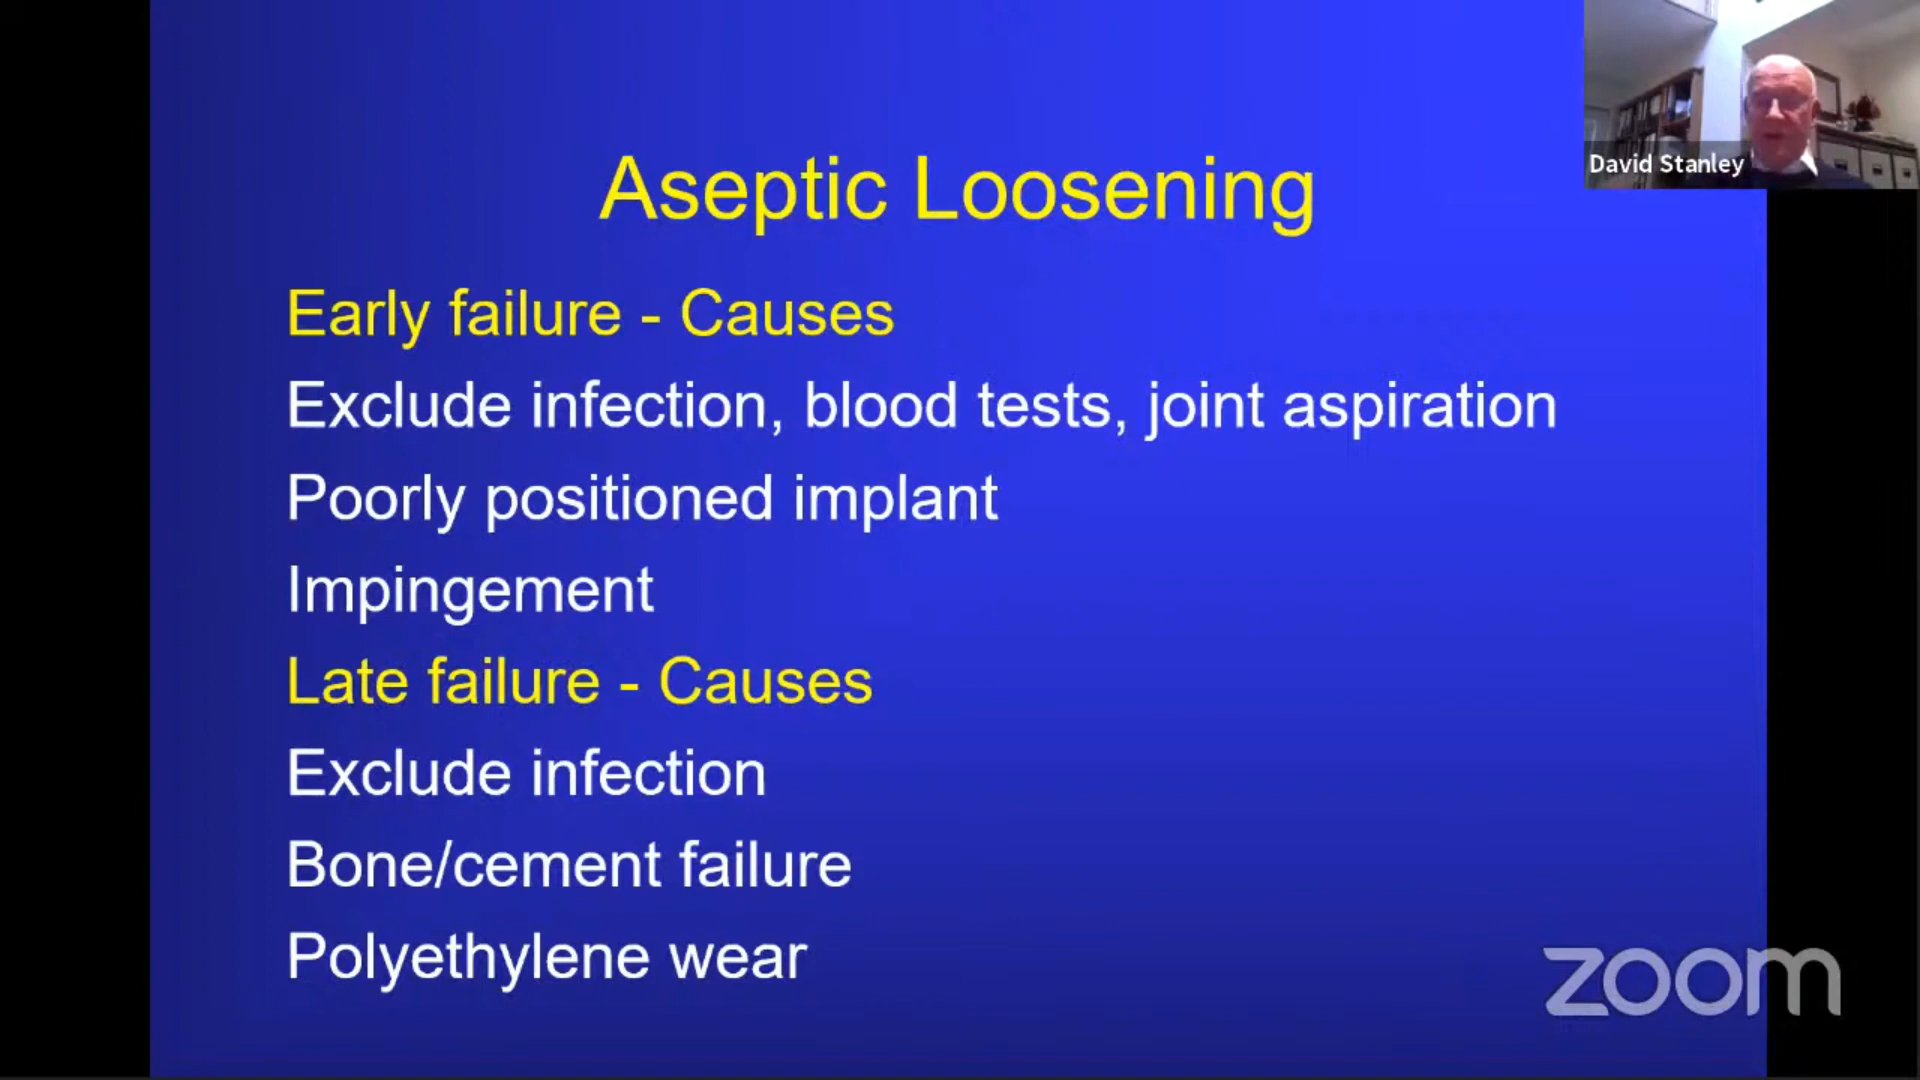 David Stanley
Aseptic Loosening
Early failure - Causes
Exclude infection, blood tests, joint aspiration
Poorly positioned implant
Impingement
Late failure - Causes
Exclude infection
Bone/cement failure
Polyethylene wear
zoom